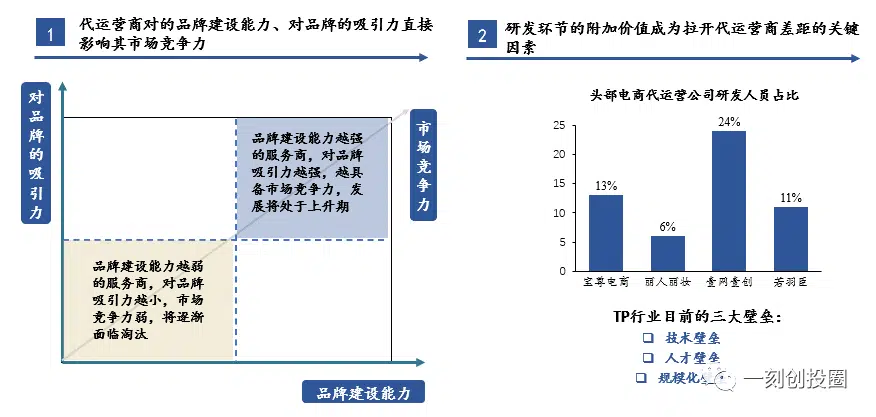 1
代运营商对的品牌建设能力、对品牌的吸引力直接
影响其市场竞争力
对品牌的吸引力
品牌建设能力越强
的服务商，对品牌
吸引力越强，越具
备市场竞争力，发
展将处于上升期
市场竞争力
品牌建设能力越弱
的服务商，对品牌
吸引力越小，市场
竞争力弱，将逐渐
面临淘汰
品牌建设能力
2
研发环节的附加价值成为拉开代运营商差距的关键
因素
头部电商代运营公司研发人员占比
25
20
15
10
5
0
13%
6%
24%
11%
宝尊电商
丽人丽妆
壹网壹创
若羽臣
TP行业目前的三大壁垒：
技术壁垒
人才壁垒
规模化壁
一刻创投圈